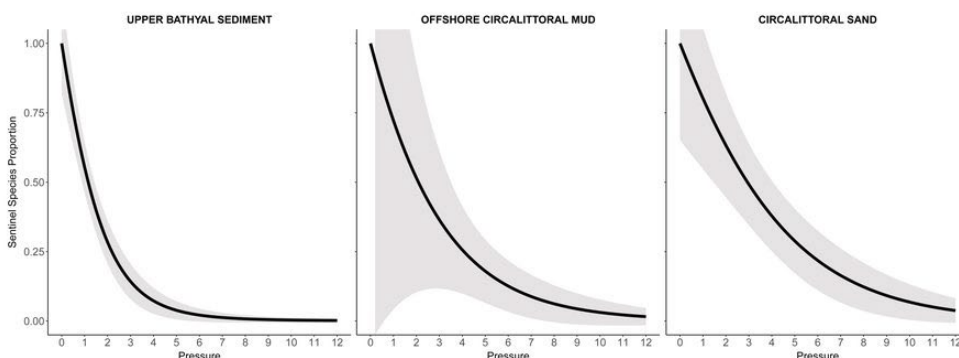 UPPER BATHYAL SEDIMENT
OFFSHORE CIRCALITTORAL MUD
CIRCALITTORAL SAND
Sentinel Species Proportion
1.00
0.75
0.50
0.25
0.00
0 1 2 3 4 5 6 7 8 9 10 11 12
0 1 2 3 4 5 6 7 8 9 10 11 12
0 1 2 3 4 5 6 7 8 9 10 11 12
Pressure
Pressure
Pressure